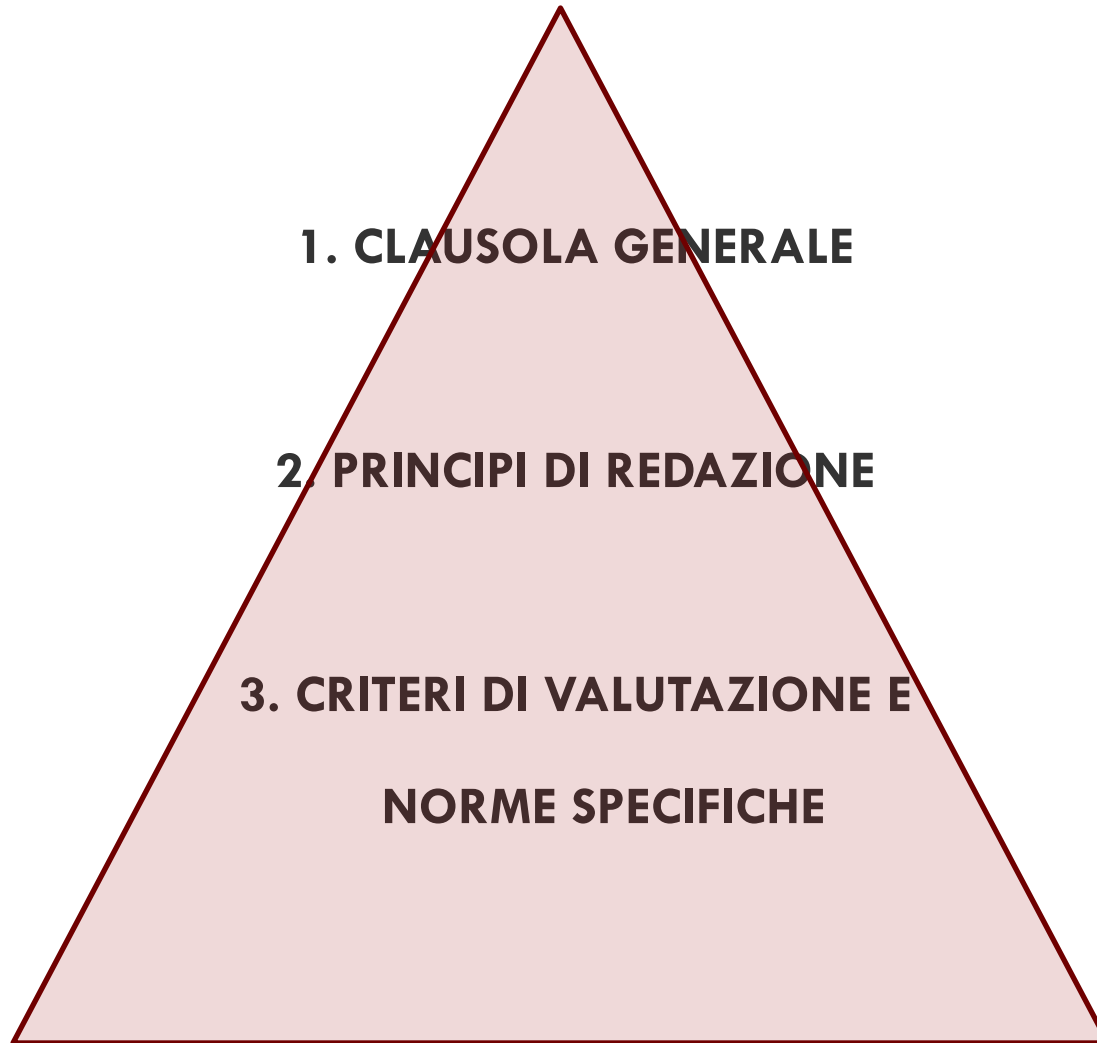 1. CLAUSOLA GENERALE
2. PRINCIPI DI REDAZIONE
3. CRITERI DI VALUTAZIONE E
NORME SPECIFICHE